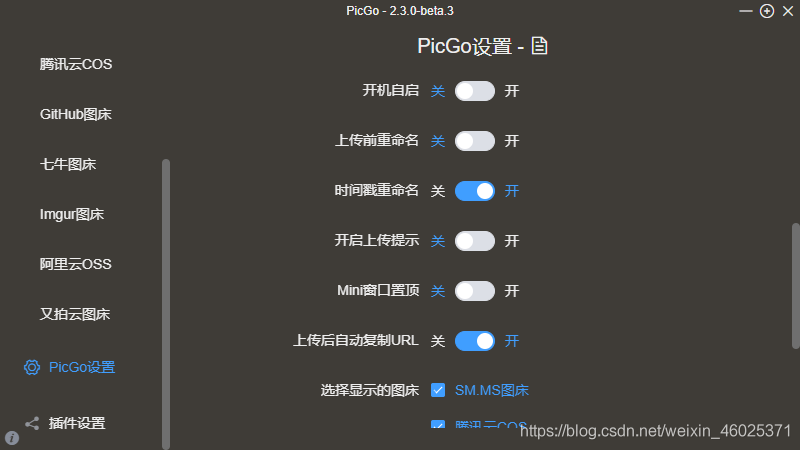 PicGo - 2.3.0-beta.3
腾讯云COS
GitHub图床
七牛图床
Imgur图床
阿里云OSS
又拍云图床
PicGo设置
插件设置
PicGo设置 -
开机自启 关 开
上传前重命名 关 开
时间戳重命名 关 开
开启上传提示 关 开
Mini窗口置顶 关 开
上传后自动复制URL 关 开
选择显示的图床 SM.MS图床
腾讯云COS
https://blog.csdn.net/weixin_46025371